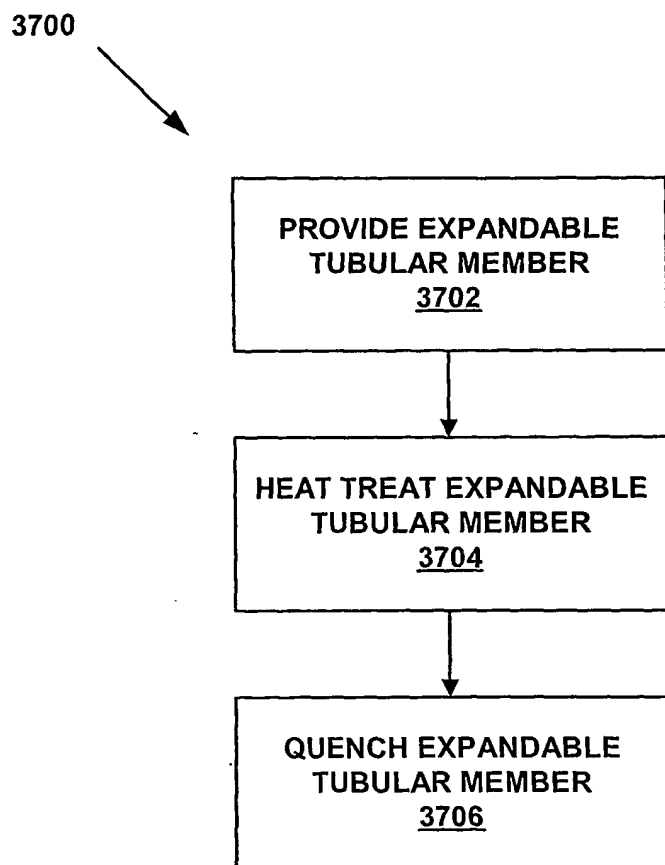 3700
PROVIDE EXPANDABLE
TUBULAR MEMBER
3702
HEAT TREAT EXPANDABLE
TUBULAR MEMBER
3704
QUENCH EXPANDABLE
TUBULAR MEMBER
3706